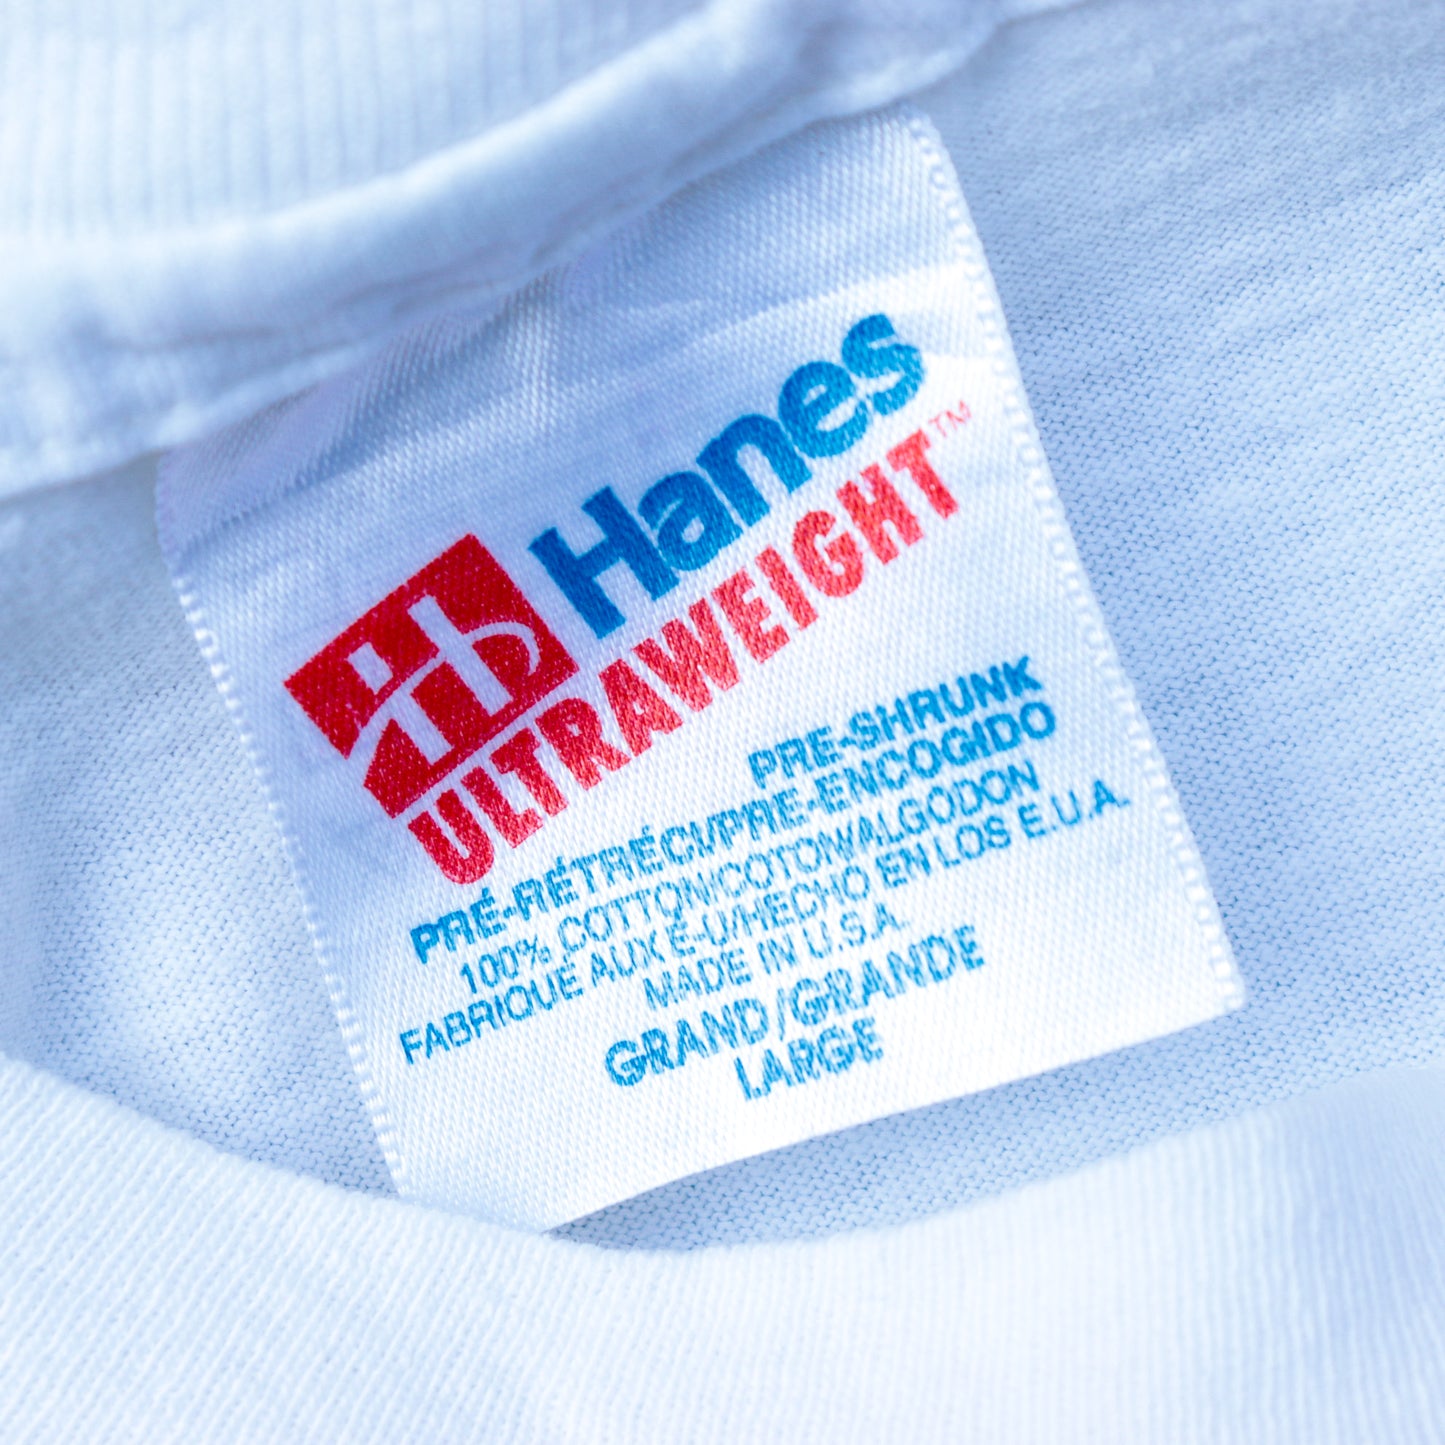 Hanes
ULTRAWEIGHT™
PRE-SHRUNK
PRÉ-RÉTRÉCI/PRE-ENCOGIDO
100% COTTON/COTON/ALGODON
FABRIQUÉ AUX É-U/HECHO EN LOS E.U.A.
MADE IN U.S.A.
GRAND/GRANDE
LARGE